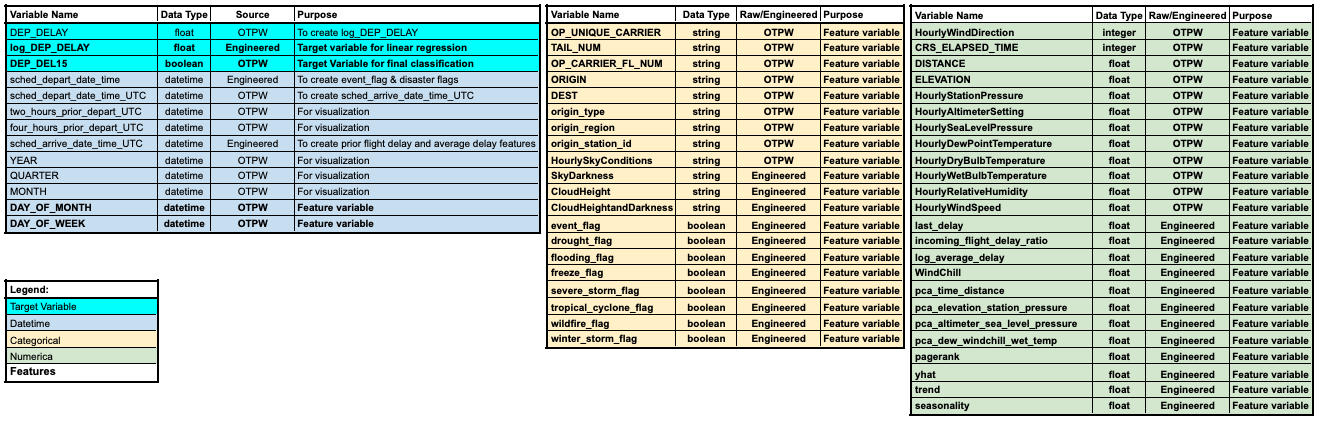 Variable Name Data Type Source Purpose
DEP_DELAY float OTPW To create log_DEP_DELAY
log_DEP_DELAY float Engineered Target variable for linear regression
DEP_DEL15 boolean OTPW Target Variable for final classification
sched_depart_date_time datetime Engineered To create event_flag & disaster flags
sched_depart_date_time_UTC datetime OTPW To create sched_arrive_date_time_UTC
two_hours_prior_depart_UTC datetime OTPW For visualization
four_hours_prior_depart_UTC datetime OTPW For visualization
sched_arrive_date_time_UTC datetime Engineered To create prior flight delay and average delay features
YEAR datetime OTPW For visualization
QUARTER datetime OTPW For visualization
MONTH datetime OTPW For visualization
DAY_OF_MONTH datetime OTPW Feature variable
DAY_OF_WEEK datetime OTPW Feature variable
Legend:
Target Variable
Datetime
Categorical
Numerica
Features
Variable Name Data Type Raw/Engineered Purpose
OP_UNIQUE_CARRIER string OTPW Feature variable
TAIL_NUM string OTPW Feature variable
OP_CARRIER_FL_NUM string OTPW Feature variable
ORIGIN string OTPW Feature variable
DEST string OTPW Feature variable
origin_type string OTPW Feature variable
origin_region string OTPW Feature variable
origin_station_id string OTPW Feature variable
HourlySkyConditions string OTPW Feature variable
SkyDarkness string Engineered Feature variable
CloudHeight string Engineered Feature variable
CloudHeightandDarkness string Engineered Feature variable
event_flag boolean Engineered Feature variable
drought_flag boolean Engineered Feature variable
flooding_flag boolean Engineered Feature variable
freeze_flag boolean Engineered Feature variable
severe_storm_flag boolean Engineered Feature variable
tropical_cyclone_flag boolean Engineered Feature variable
wildfire_flag boolean Engineered Feature variable
winter_storm_flag boolean Engineered Feature variable
Variable Name Data Type Raw/Engineered Purpose
HourlyWindDirection integer OTPW Feature variable
CRS_ELAPSED_TIME integer OTPW Feature variable
DISTANCE float OTPW Feature variable
ELEVATION float OTPW Feature variable
HourlyStationPressure float OTPW Feature variable
HourlyAltimeterSetting float OTPW Feature variable
HourlySeaLevelPressure float OTPW Feature variable
HourlyDewPointTemperature float OTPW Feature variable
HourlyDryBulbTemperature float OTPW Feature variable
HourlyWetBulbTemperature float OTPW Feature variable
HourlyRelativeHumidity float OTPW Feature variable
HourlyWindSpeed float OTPW Feature variable
last_delay float Engineered Feature variable
incoming_flight_delay_ratio float Engineered Feature variable
log_average_delay float Engineered Feature variable
WindChill float Engineered Feature variable
pca_time_distance float Engineered Feature variable
pca_elevation_station_pressure float Engineered Feature variable
pca_altimeter_sea_level_pressure float Engineered Feature variable
pca_dew_windchill_wet_temp float Engineered Feature variable
pagerank float Engineered Feature variable
yhat float Engineered Feature variable
trend float Engineered Feature variable
seasonality float Engineered Feature variable